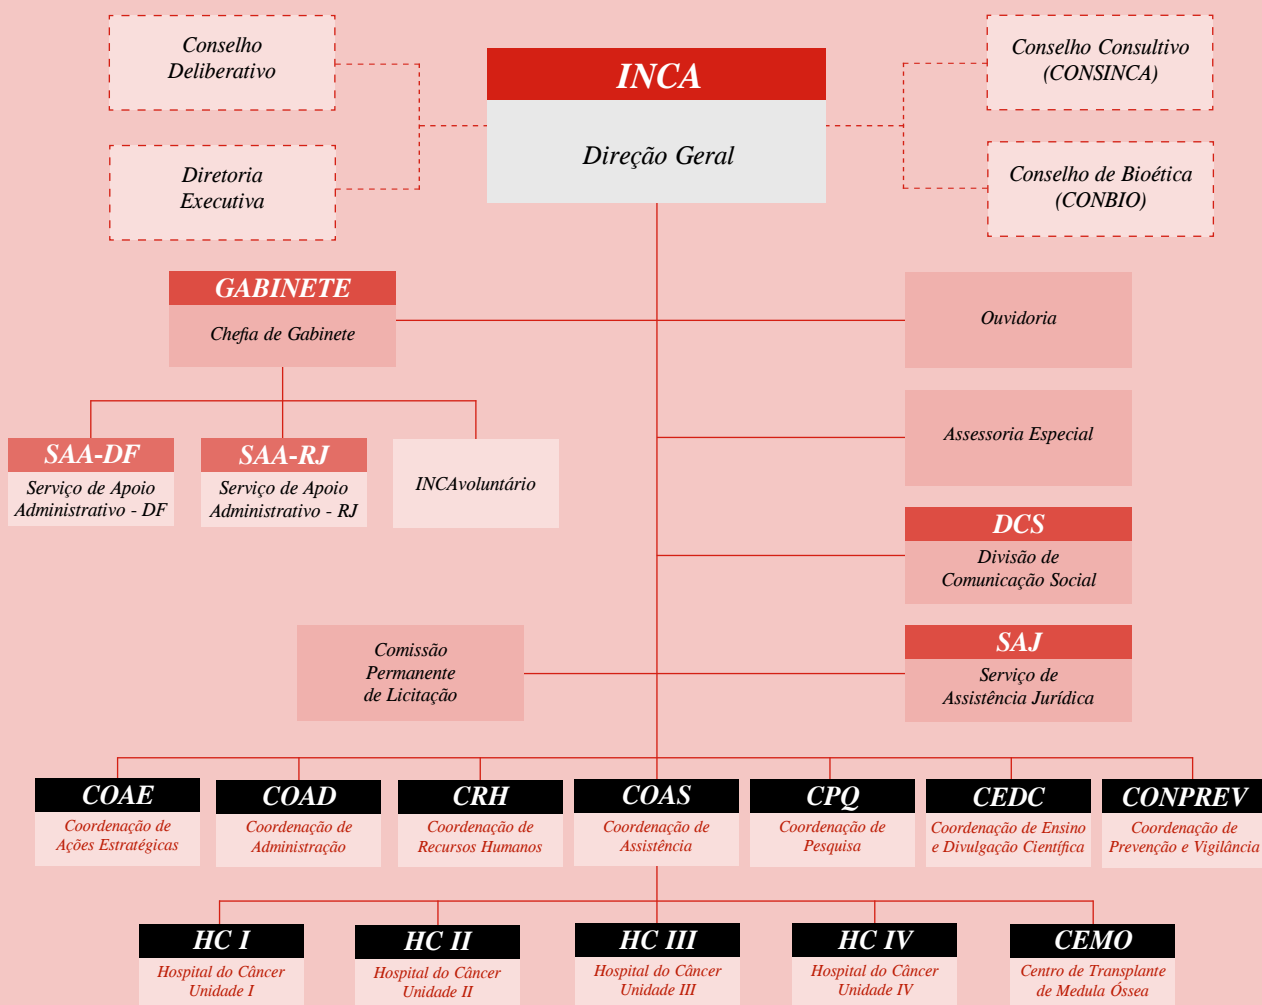 Conselho
Deliberativo
INCA
Direção Geral
Conselho Consultivo
(CONSINCA)
Diretoria
Executiva
Conselho de Bioética
(CONBIO)
GABINETE
Chefia de Gabinete
Ouvidoria
SAA-DF
Serviço de Apoio
Administrativo - DF
SAA-RJ
Serviço de Apoio
Administrativo - RJ
INCAvoluntário
Assessoria Especial
DCS
Divisão de
Comunicação Social
Comissão
Permanente
de Licitação
SAJ
Serviço de
Assistência Jurídica
COAE
Coordenação de
Ações Estratégicas
COAD
Coordenação de
Administração
CRH
Coordenação de
Recursos Humanos
COAS
Coordenação de
Assistência
CPQ
Coordenação de
Pesquisa
CEDC
Coordenação de Ensino
e Divulgação Científica
CONPREV
Coordenação de
Prevenção e Vigilância
HC I
Hospital do Câncer
Unidade I
HC II
Hospital do Câncer
Unidade II
HC III
Hospital do Câncer
Unidade III
HC IV
Hospital do Câncer
Unidade IV
CEMO
Centro de Transplante
de Medula Óssea